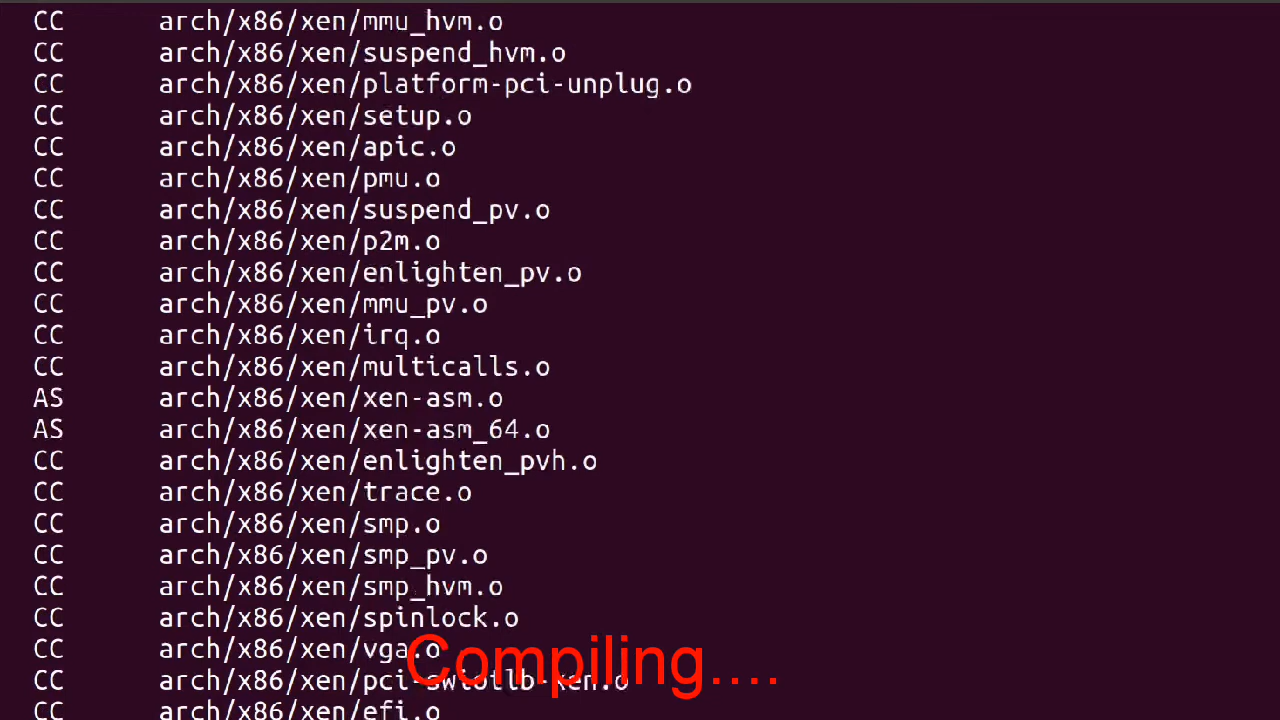 CC arch/x86/xen/mmu_hvm.o
CC arch/x86/xen/suspend_hvm.o
CC arch/x86/xen/platform-pci-unplug.o
CC arch/x86/xen/setup.o
CC arch/x86/xen/apic.o
CC arch/x86/xen/pmu.o
CC arch/x86/xen/suspend_pv.o
CC arch/x86/xen/p2m.o
CC arch/x86/xen/enlighten_pv.o
CC arch/x86/xen/mmu_pv.o
CC arch/x86/xen/irq.o
CC arch/x86/xen/multicalls.o
AS arch/x86/xen/xen-asm.o
AS arch/x86/xen/xen-asm_64.o
CC arch/x86/xen/enlighten_pvh.o
CC arch/x86/xen/trace.o
CC arch/x86/xen/smp.o
CC arch/x86/xen/smp_pv.o
CC arch/x86/xen/smp_hvm.o
CC arch/x86/xen/spinlock.o
CC arch/x86/xen/vga.o
Compiling....
CC arch/x86/xen/pci-swiotlb-xen.o
CC arch/x86/xen/efi.o